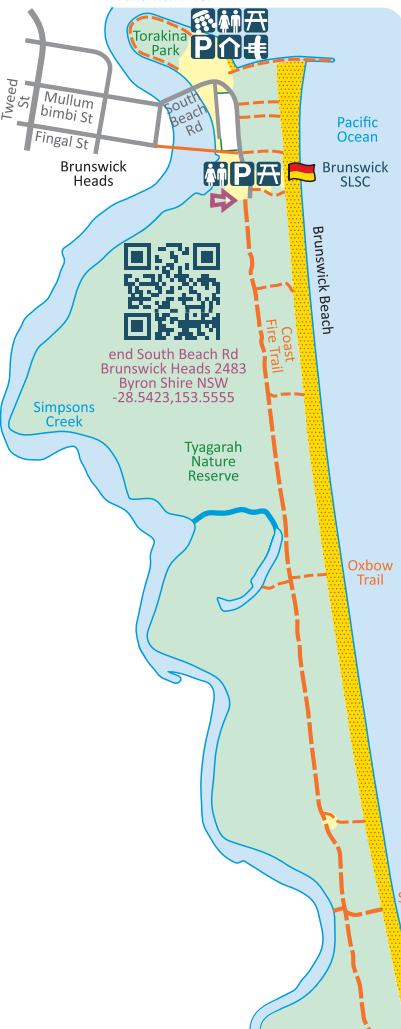 Torakina
Park
P
Tweed
St
Mullum
bimbi St
South
Beach
Rd
Fingal St
Pacific
Ocean
Brunswick
Heads
P
Brunswick
SLSC
Brunswick Beach
end South Beach Rd
Brunswick Heads 2483
Byron Shire NSW
-28.5423,153.5555
Coast
Fire Trail
Simpsons
Creek
Tyagarah
Nature
Reserve
Oxbow
Trail